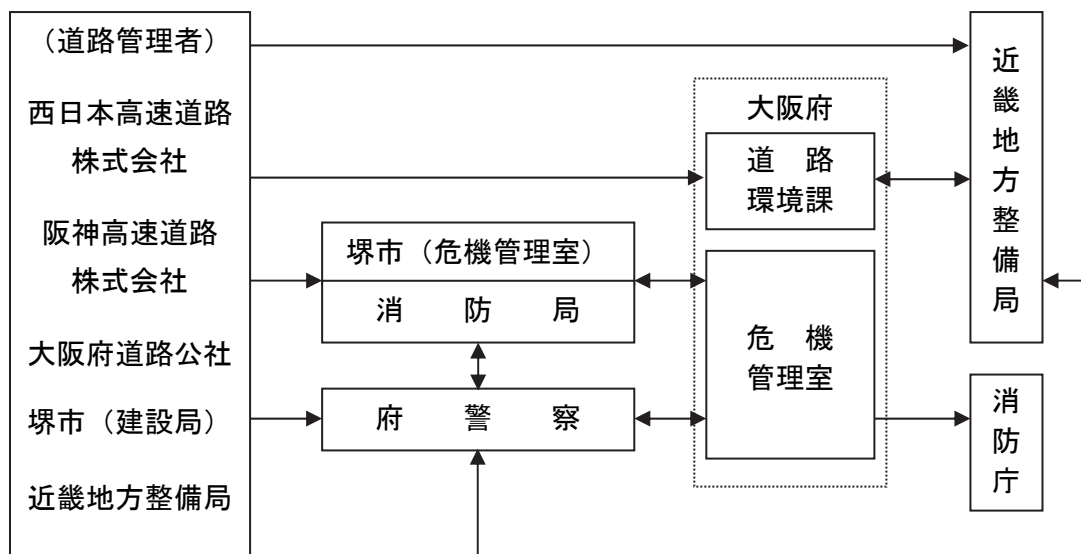 （道路管理者）
西日本高速道路
株式会社
阪神高速道路
株式会社
大阪府道路公社
堺市（建設局）
近畿地方整備局
堺市（危機管理室）
消　防　局
府　警　察
大阪府
道　路
環境課
危　機
管理室
近畿地方整備局
消防庁